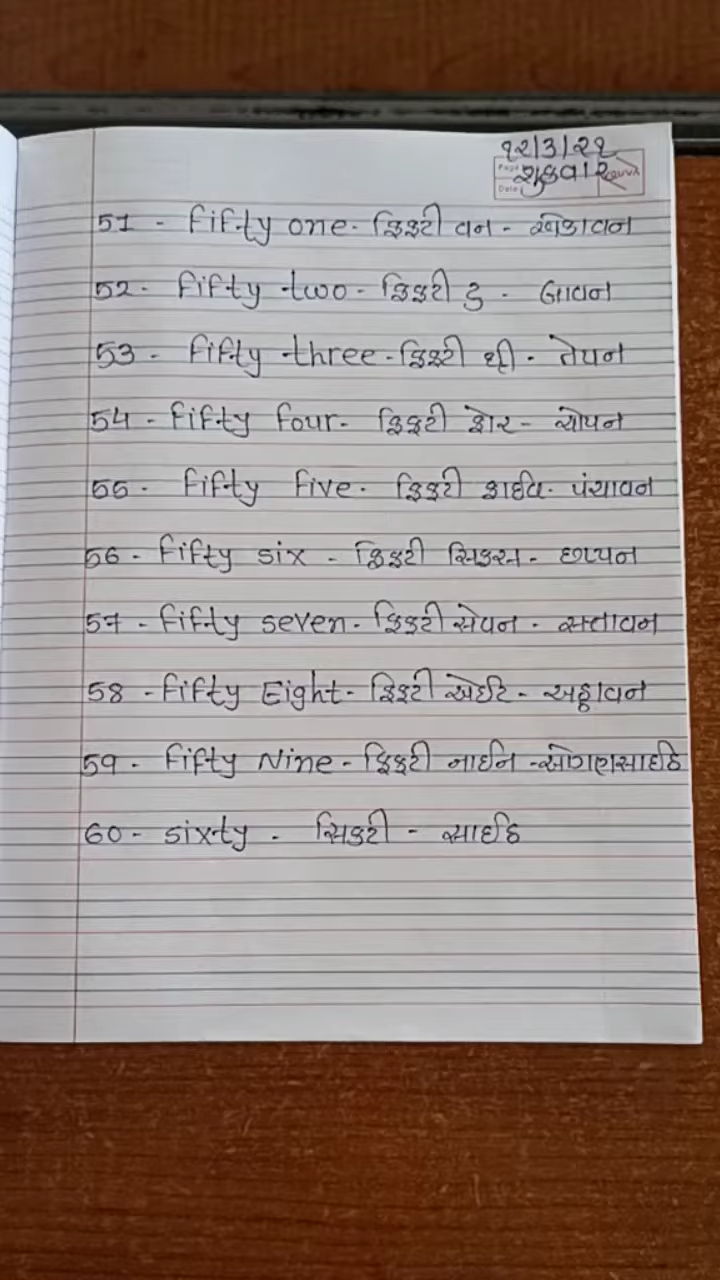 ૧૨/૩/૨૧
શુક્રવાર
51 - fifty one - ફિફ્ટી વન - એકાવન
52 - fifty two - ફિફ્ટી ટુ - બાવન
53 - fifty three - ફિફ્ટી થ્રી - તેપન
54 - fifty four - ફિફ્ટી ફોર - ચોપન
55 - fifty five - ફિફ્ટી ફાઈવ - પંચાવન
56 - fifty six - ફિફ્ટી સિક્સ - છપ્પન
57 - fifty seven - ફિફ્ટી સેવન - સત્તાવન
58 - fifty Eight - ફિફ્ટી એઈટ - અઠ્ઠાવન
59 - fifty Nine - ફિફ્ટી નાઈન - ઓગણસાઈઠ
60 - sixty - સિક્ટી - સાઈઠ